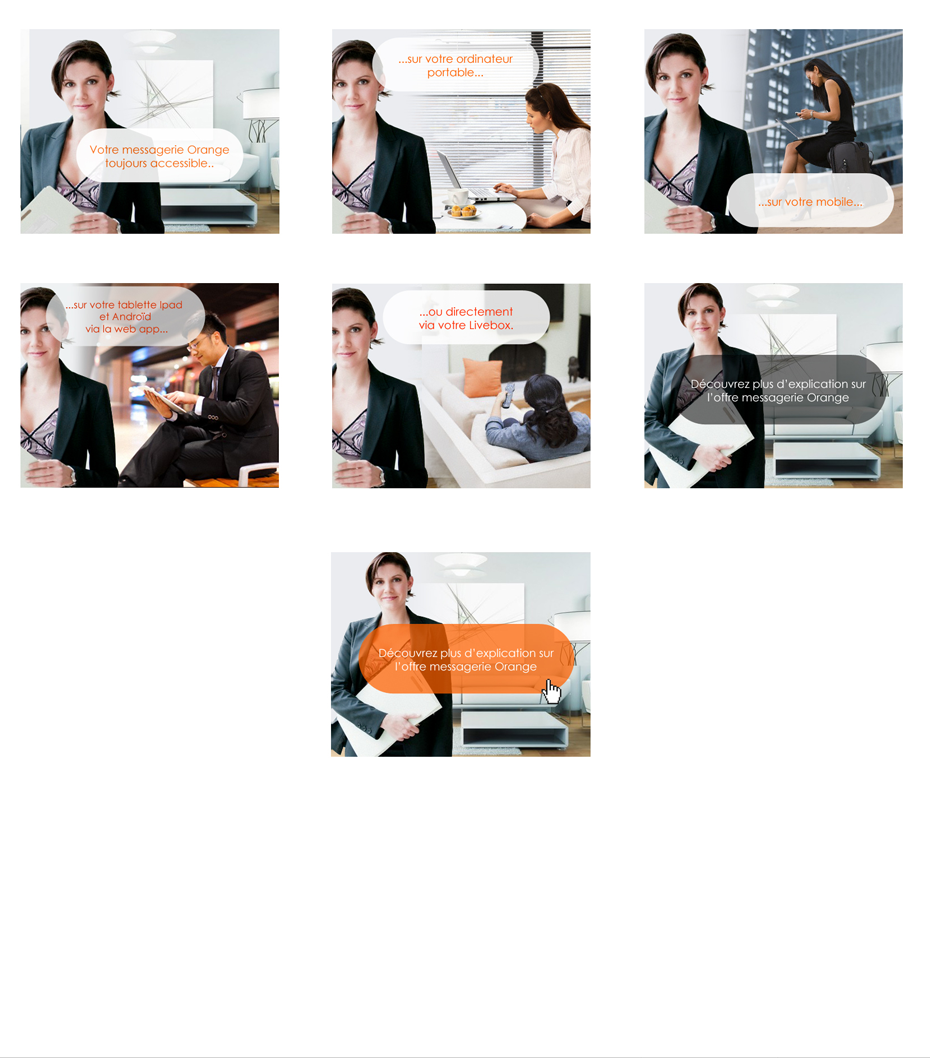 Votre messagerie Orange
toujours accessible..
...sur votre ordinateur
portable...
...sur votre mobile...
...sur votre tablette Ipad
et Androïd
via la web app...
...ou directement
via votre Livebox.
Découvrez plus d'explication sur
l'offre messagerie Orange
Découvrez plus d'explication sur
l'offre messagerie Orange